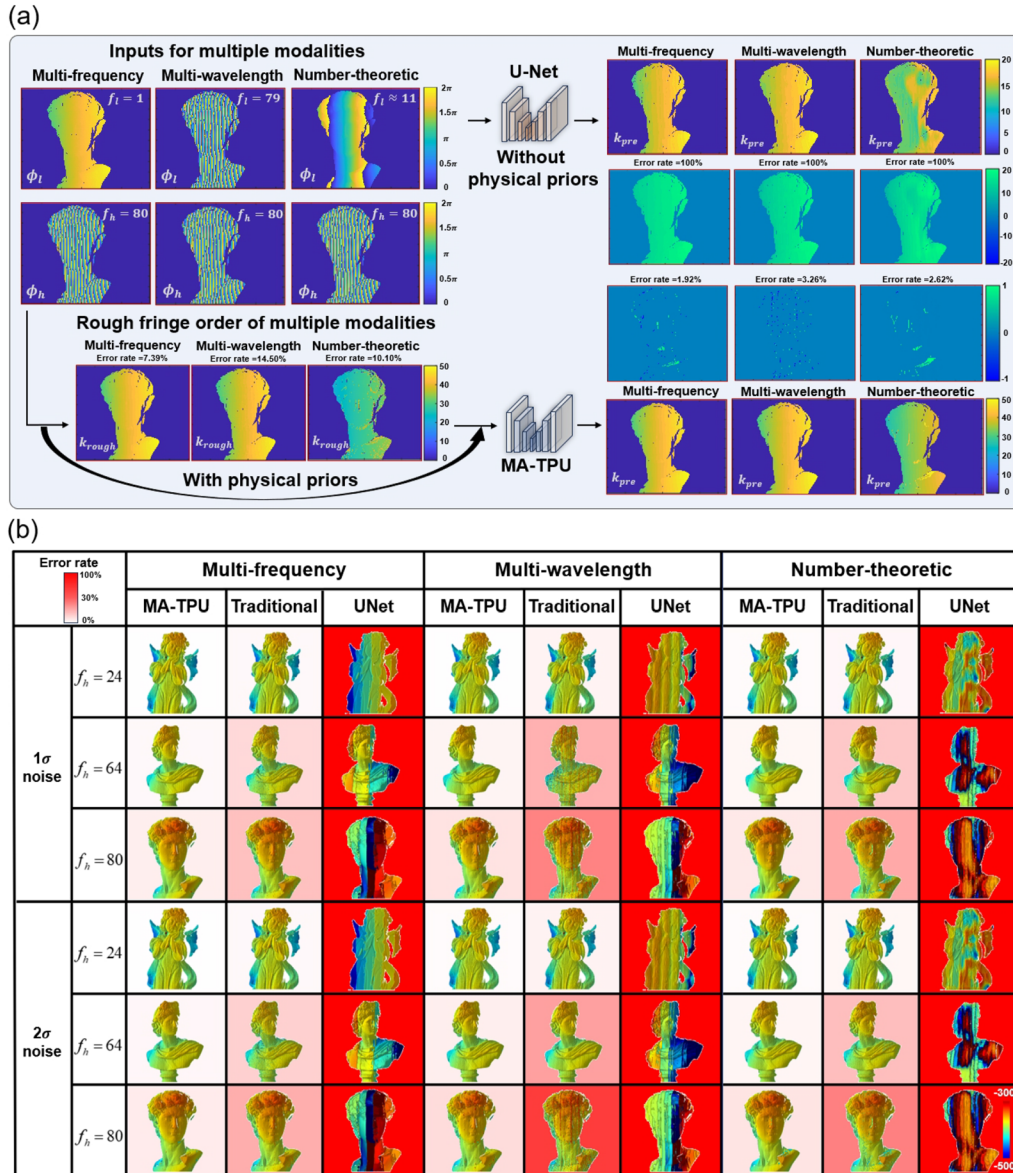 (a)
Inputs for multiple modalities
Multi-frequency Multi-wavelength Number-theoretic
f_l = 1 f_l = 79 f_l ≈ 11
ϕ_l ϕ_l ϕ_l
2π
1.5π
π
0.5π
0
f_h = 80 f_h = 80 f_h = 80
ϕ_h ϕ_h ϕ_h
2π
1.5π
π
0.5π
0
Rough fringe order of multiple modalities
Multi-frequency Multi-wavelength Number-theoretic
Error rate =7.39% Error rate =14.50% Error rate =10.10%
k_rough k_rough k_rough
50
40
30
20
10
0
With physical priors
U-Net
Without
physical priors
MA-TPU
Multi-frequency Multi-wavelength Number-theoretic
k_pre k_pre k_pre
20
15
10
5
0
Error rate =100% Error rate =100% Error rate =100%
20
10
0
-10
-20
Error rate =1.92% Error rate =3.26% Error rate =2.62%
1
0
-1
Multi-frequency Multi-wavelength Number-theoretic
k_pre k_pre k_pre
50
40
30
20
10
0
(b)
Error rate
100%
30%
0%
Multi-frequency Multi-wavelength Number-theoretic
MA-TPU Traditional UNet MA-TPU Traditional UNet MA-TPU Traditional UNet
1σ
noise
f_h = 24
f_h = 64
f_h = 80
2σ
noise
f_h = 24
f_h = 64
f_h = 80
-300
-500